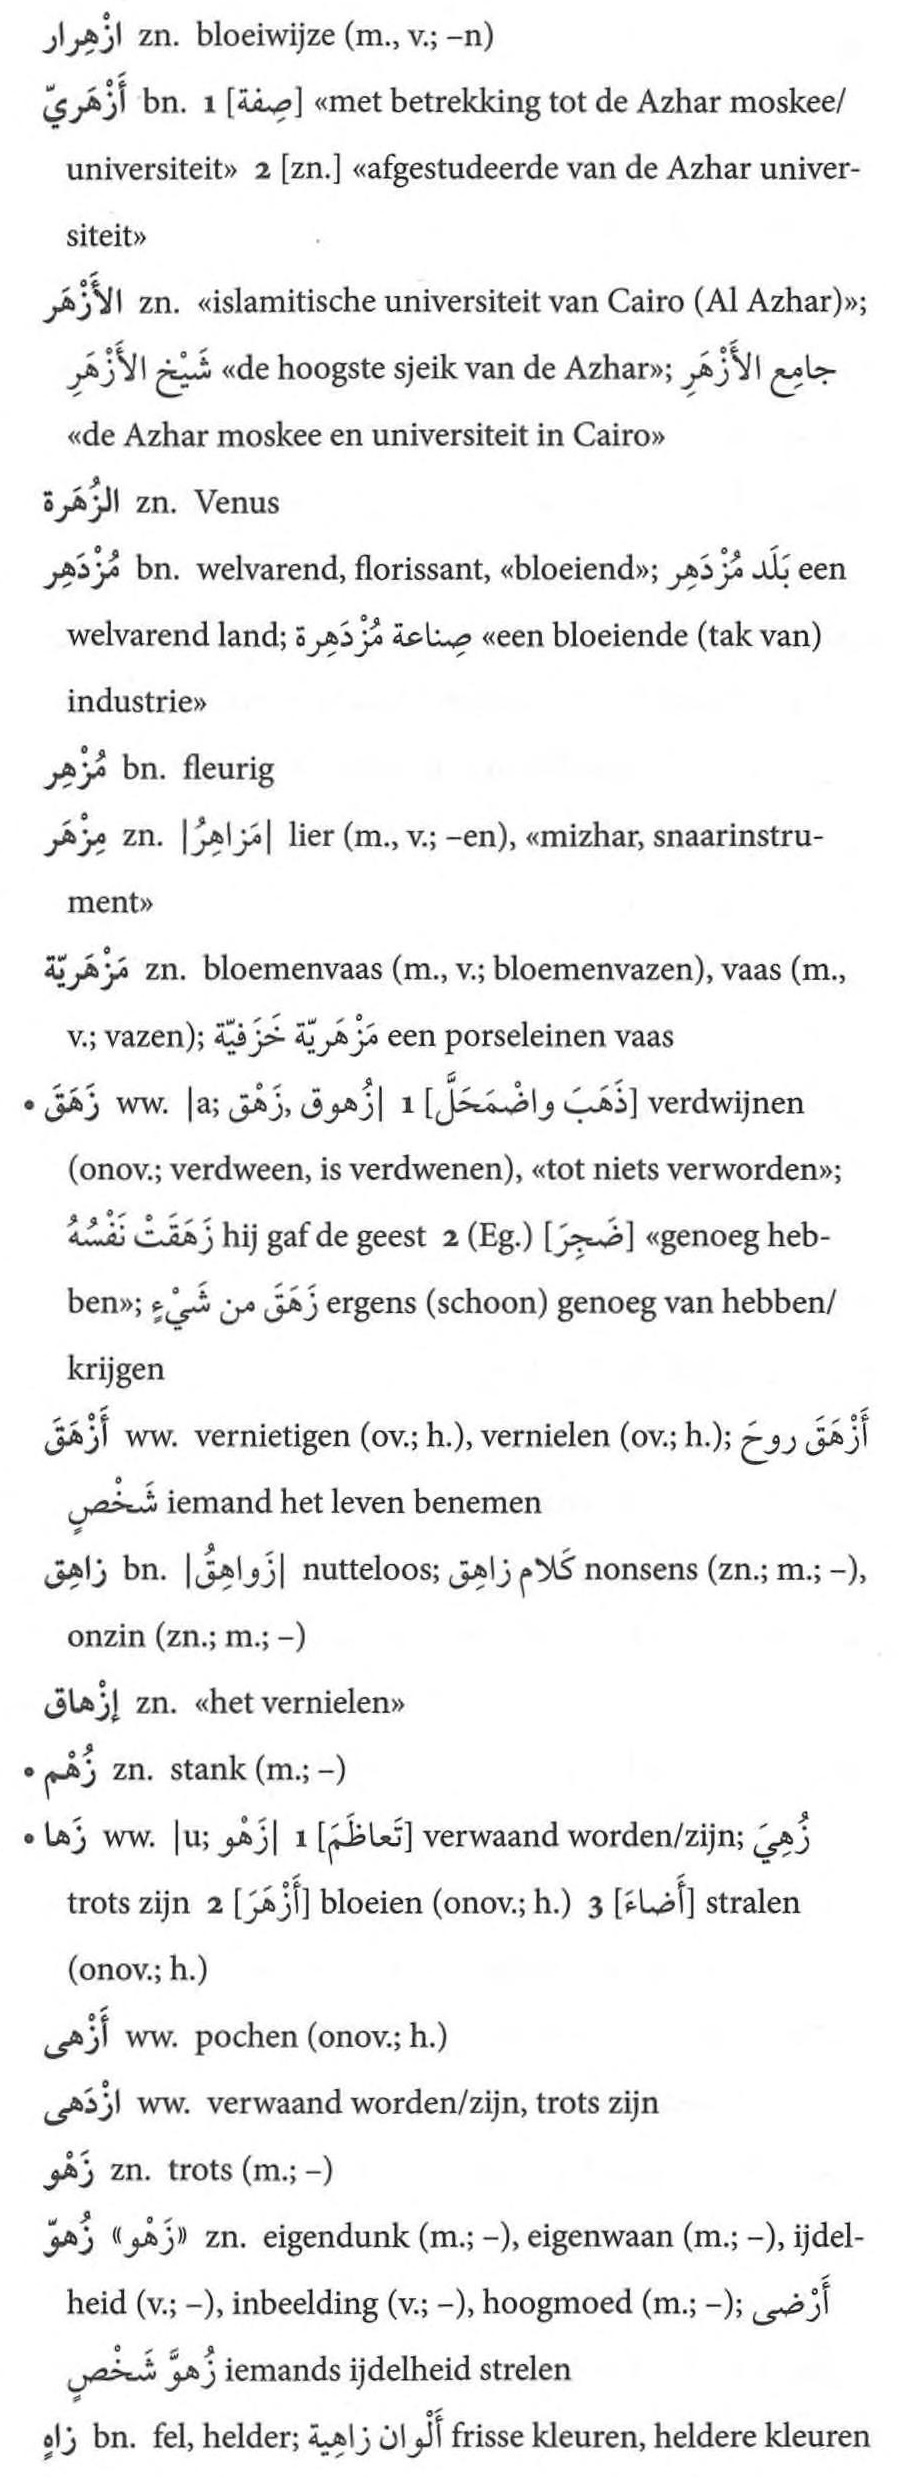 ازْهِرار zn. bloeiwijze (m., v.; –n)
أَزْهَرِيّ bn. 1 [صِفة] «met betrekking tot de Azhar moskee/
universiteit» 2 [zn.] «afgestudeerde van de Azhar univer-
siteit»
الأَزْهَر zn. «islamitische universiteit van Cairo (Al Azhar)»;
شَيْخ الأَزْهَرِ «de hoogste sjeik van de Azhar»; جامِع الأَزْهَرِ
«de Azhar moskee en universiteit in Cairo»
الزُهَرة zn. Venus
مُزْدَهِر bn. welvarend, florissant, «bloeiend»; بَلَد مُزْدَهِر een
welvarend land; صِناعة مُزْدَهِرة «een bloeiende (tak van)
industrie»
مُزْهِر bn. fleurig
مِزْهَر zn. |مَزاهِرُ| lier (m., v.; –en), «mizhar, snaarinstru-
ment»
مَزْهَرِيّة zn. bloemenvaas (m., v.; bloemenvazen), vaas (m.,
v.; vazen); مَزْهَرِيّة خَزَفيّة een porseleinen vaas
• زَهَقَ ww. |a; زُهوق, زَهْق| 1 [ذَهَبَ واضْمَحَلَّ] verdwijnen
(onov.; verdween, is verdwenen), «tot niets verworden»;
زَهَقَتْ نَفْسُهُ hij gaf de geest 2 (Eg.) [ضَجِرَ] «genoeg heb-
ben»; زَهَقَ من شَيْءٍ ergens (schoon) genoeg van hebben/
krijgen
أَزْهَقَ ww. vernietigen (ov.; h.), vernielen (ov.; h.); أَزْهَقَ روحَ
شَخْصٍ iemand het leven benemen
زاهِق bn. |زَواهِقُ| nutteloos; كَلام زاهِق nonsens (zn.; m.; –),
onzin (zn.; m.; –)
إزْهاق zn. «het vernielen»
• زُهْم zn. stank (m.; –)
• زَها ww. |u; زَهْو| 1 [تَعاظَمَ] verwaand worden/zijn; زُهِيَ
trots zijn 2 [أَزْهَرَ] bloeien (onov.; h.) 3 [أَضاءَ] stralen
(onov.; h.)
أَزْهى ww. pochen (onov.; h.)
ازْدَهى ww. verwaand worden/zijn, trots zijn
زَهْو zn. trots (m.; –)
زُهوّ «زَهْو» zn. eigendunk (m.; –), eigenwaan (m.; –), ijdel-
heid (v.; –), inbeelding (v.; –), hoogmoed (m.; –); أَرْضى
زُهوَّ شَخْصٍ iemands ijdelheid strelen
زاهٍ bn. fel, helder; أَلْوان زاهِية frisse kleuren, heldere kleuren